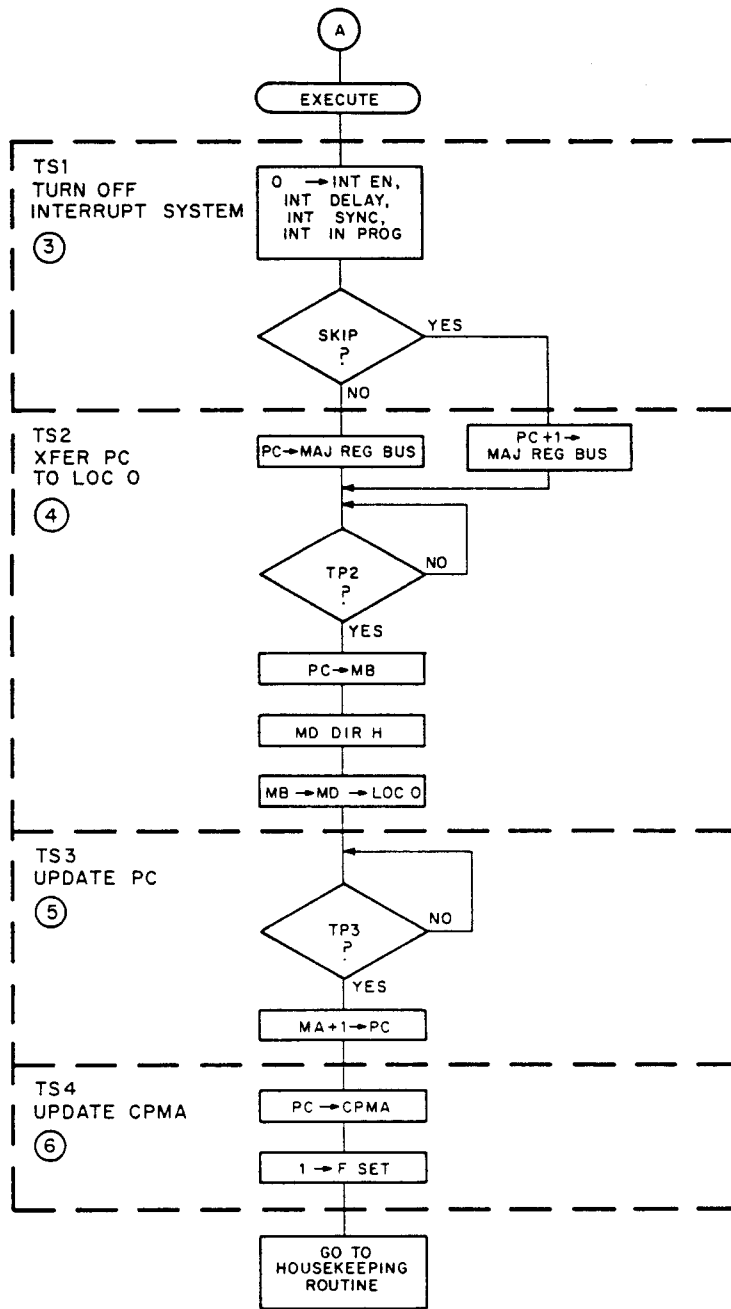 A
EXECUTE
TS1
TURN OFF
INTERRUPT SYSTEM
3
O → INT EN,
INT DELAY,
INT SYNC,
INT IN PROG
SKIP
?
YES
NO
TS2
XFER PC
TO LOC O
4
PC→MAJ REG BUS
PC+1→
MAJ REG BUS
TP2
?
NO
YES
PC→MB
MD DIR H
MB→MD→LOC O
TS3
UPDATE PC
5
TP3
?
NO
YES
MA+1→PC
TS4
UPDATE CPMA
6
PC→CPMA
1→F SET
GO TO
HOUSEKEEPING
ROUTINE